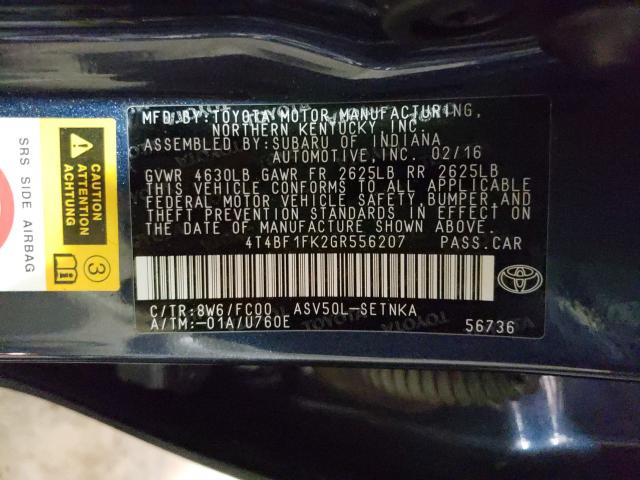 MFD.BY:TOYOTA MOTOR MANUFACTURING,
NORTHERN KENTUCKY INC.
ASSEMBLED BY:SUBARU OF INDIANA
AUTOMOTIVE,INC. 02/16
GVWR 4630LB GAWR FR 2625LB RR 2625LB
THIS VEHICLE CONFORMS TO ALL APPLICABLE
FEDERAL MOTOR VEHICLE SAFETY,BUMPER,AND
THEFT PREVENTION STANDARDS IN EFFECT ON
THE DATE OF MANUFACTURE SHOWN ABOVE.
4T4BF1FK2GR556207 PASS.CAR
C/TR:8W6/FC00 ASV50L-SETNKA
A/TM:-01A/U760E 56736
TOYOTA
SRS SIDE AIRBAG
CAUTION
ATTENTION
ACHTUNG
3